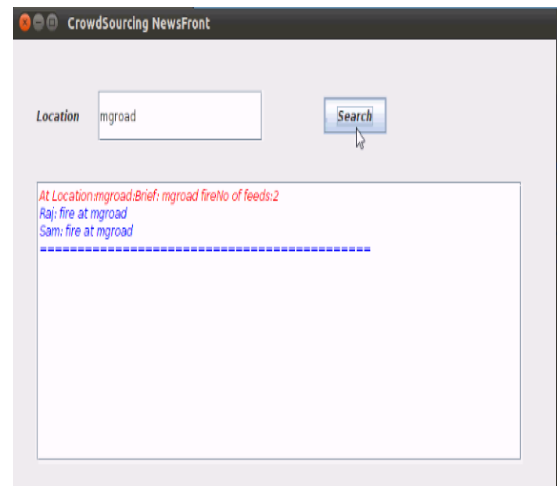 CrowdSourcing NewsFront
Location mgroad Search
At Location:mgroad:Brief: mgroad fireNo of feeds:2
Raj: fire at mgroad
Sam: fire at mgroad
============================================